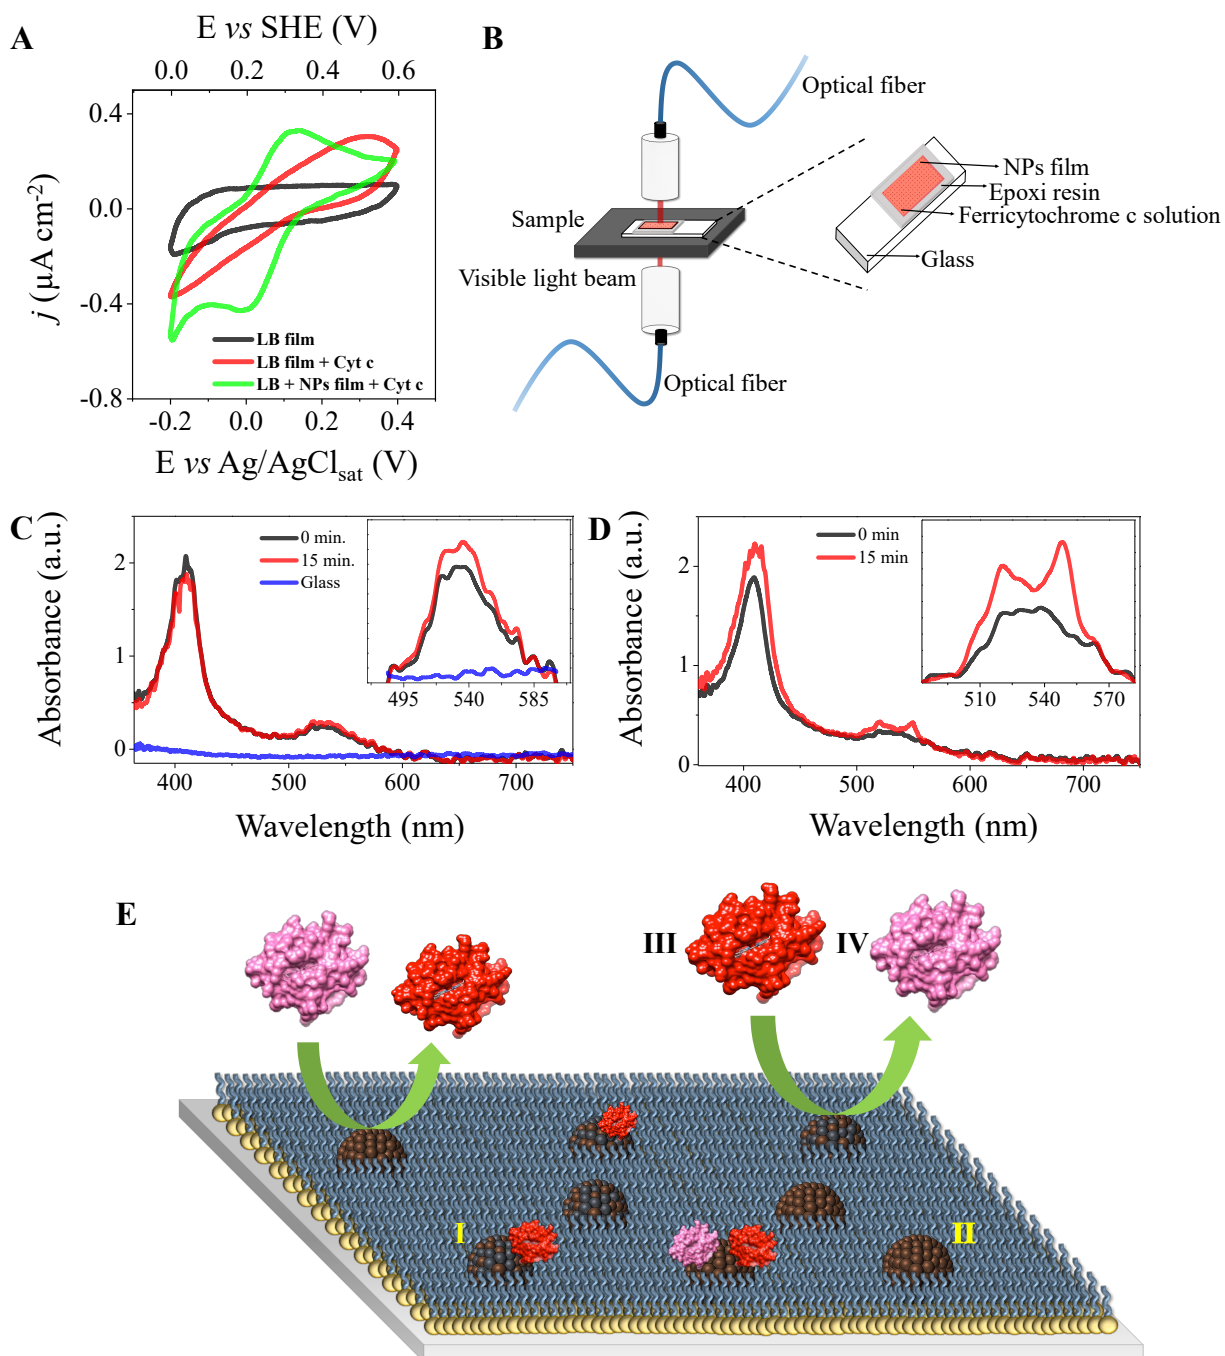 A
E vs SHE (V)
0.0 0.2 0.4 0.6
0.4
0.0
-0.4
-0.8
j (μA cm-2)
LB film
LB film + Cyt c
LB + NPs film + Cyt c
-0.2 0.0 0.2 0.4
E vs Ag/AgClsat (V)
B
Optical fiber
Sample
Visible light beam
Optical fiber
NPs film
Epoxi resin
Ferricytochrome c solution
Glass
C
Absorbance (a.u.)
2
1
0
0 min.
15 min.
Glass
495 540 585
400 500 600 700
Wavelength (nm)
D
Absorbance (a.u.)
2
1
0
0 min
15 min
510 540 570
400 500 600 700
Wavelength (nm)
E
III
IV
I
II